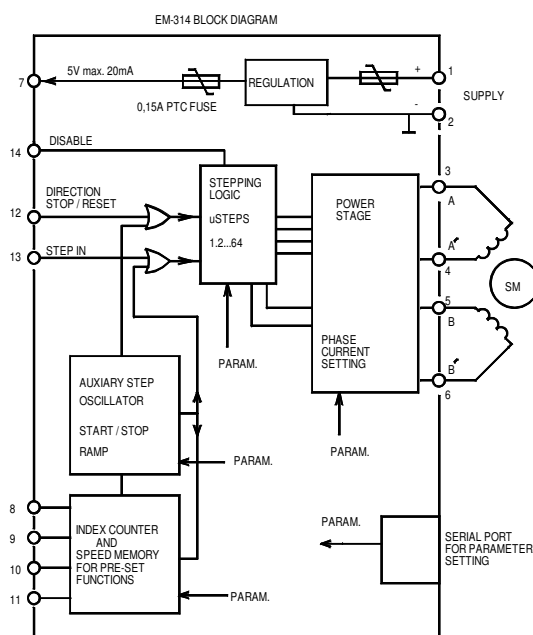 EM-314 BLOCK DIAGRAM
7
5V max. 20mA
0,15A PTC FUSE
REGULATION
+
1
-
2
SUPPLY
14
DISABLE
12
DIRECTION
STOP / RESET
13
STEP IN
STEPPING
LOGIC
uSTEPS
1.2...64
POWER
STAGE
PHASE
CURRENT
SETTING
3
A
A'
4
5
B
B'
6
SM
PARAM.
PARAM.
AUXIARY STEP
OSCILLATOR
START / STOP
RAMP
PARAM.
8
9
10
11
INDEX COUNTER
AND
SPEED MEMORY
FOR PRE-SET
FUNCTIONS
PARAM.
PARAM.
SERIAL PORT
FOR PARAMETER
SETTING